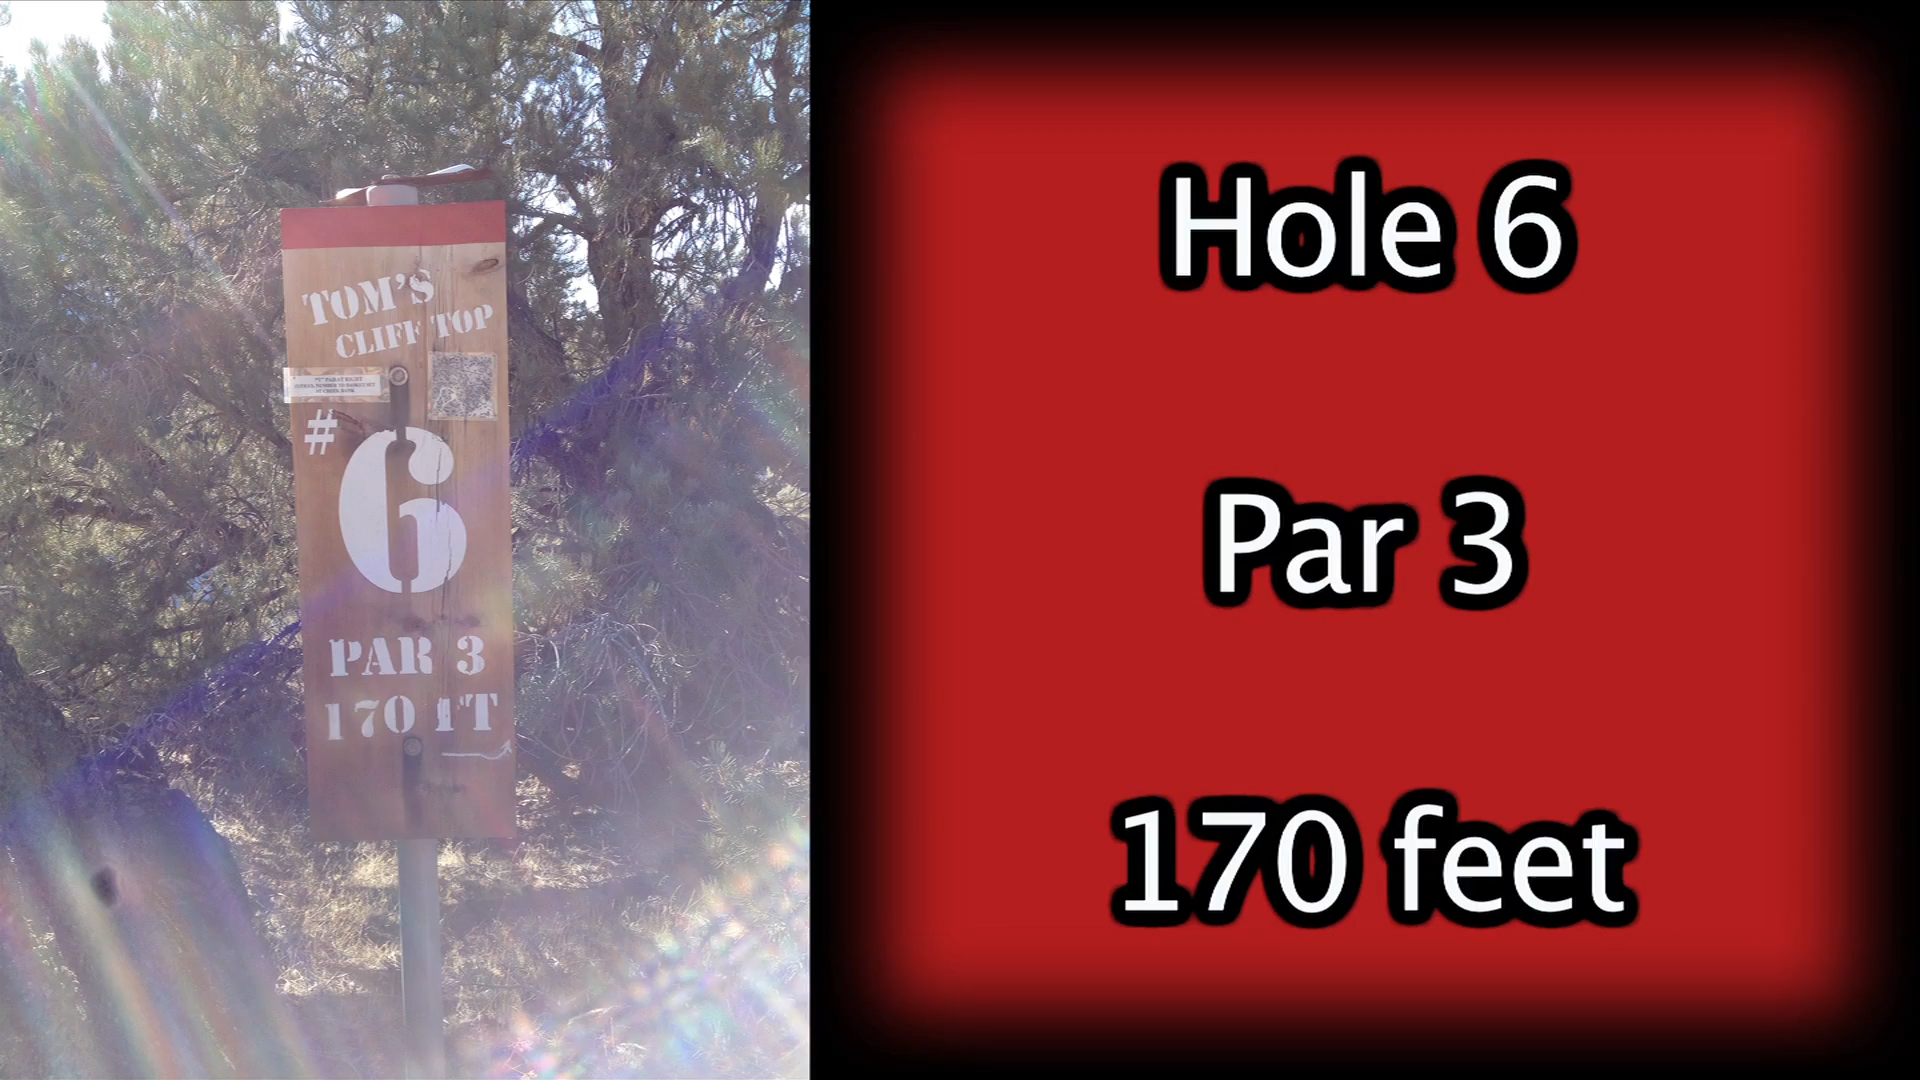 TOM'S
CLIFF TOP
#
6
PAR 3
170 FT
Hole 6
Par 3
170 feet